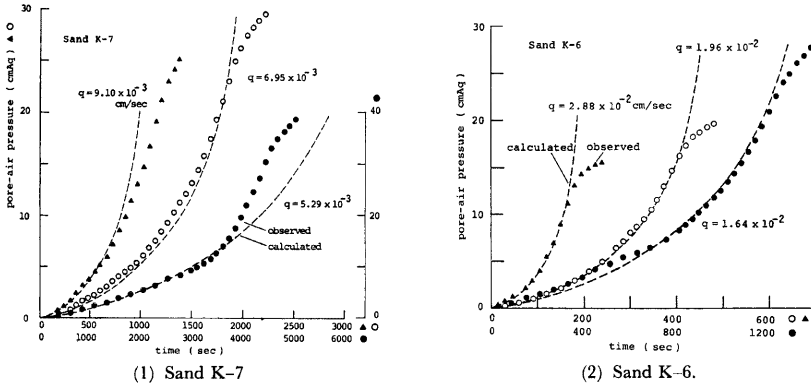 30
▲ ○
Sand K-7
q=9.10 x 10⁻³
cm/sec
q=6.95 x 10⁻³
q=5.29 x 10⁻³
observed
calculated
pore-air pressure (cmAq)
20
10
0
● 
40
20
0
▲ ○
●
0 500 1000 1500 2000 2500 3000
0 1000 2000 3000 4000 5000 6000
time (sec)
(1) Sand K-7
30
Sand K-6
q=1.96 x 10⁻²
q=2.88 x 10⁻² cm/sec
calculated
observed
q=1.64 x 10⁻²
pore-air pressure (cmAq)
20
10
0
0 200 400 600 ○ ▲
0 400 800 1200 ●
time (sec)
(2) Sand K-6.